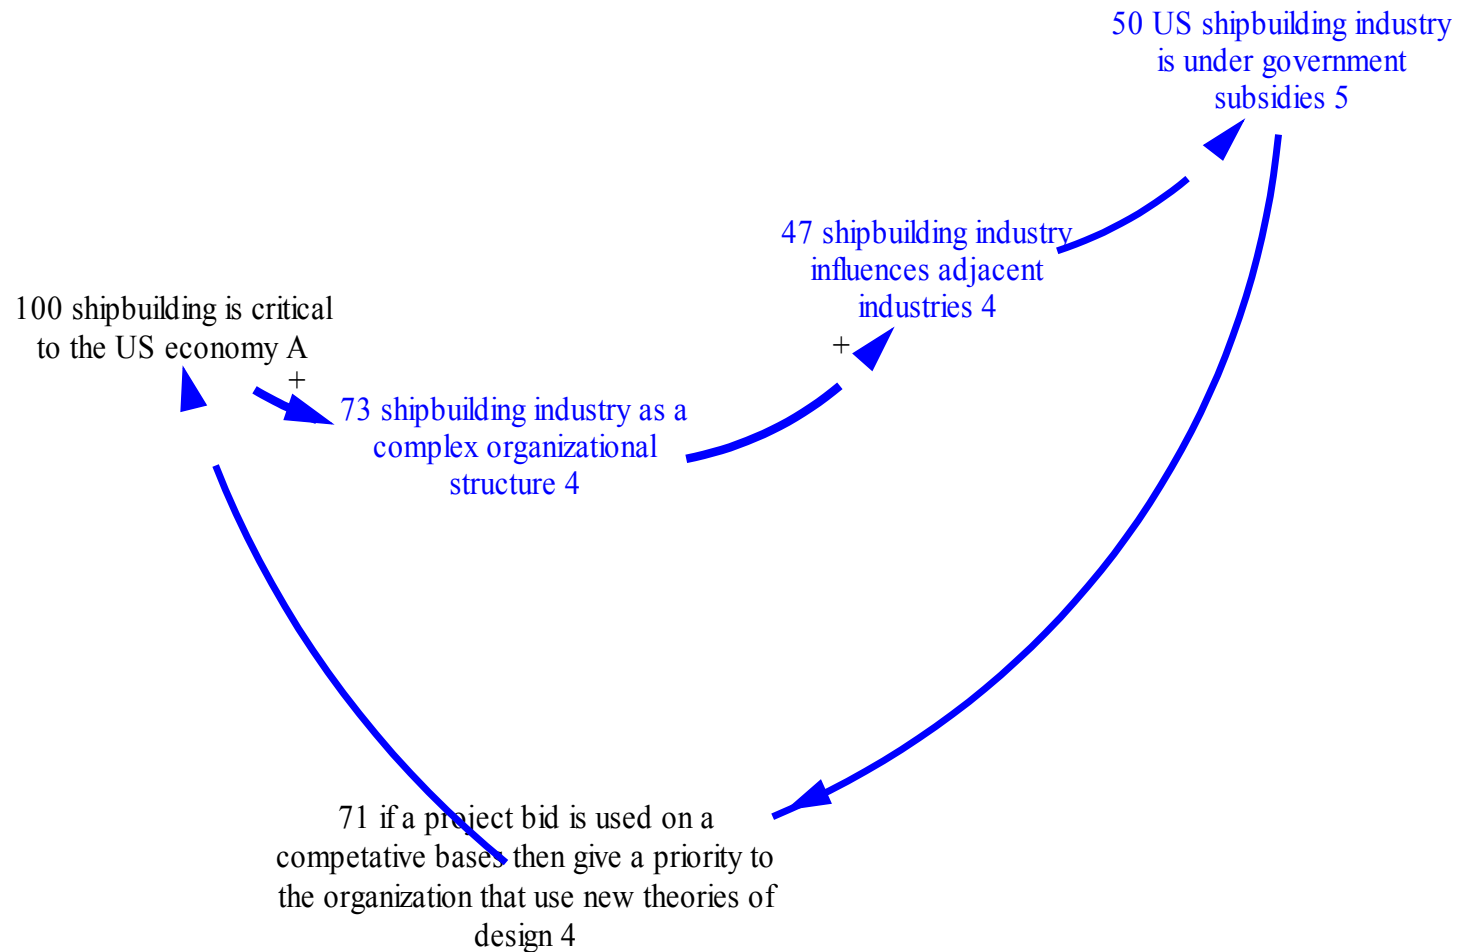 50 US shipbuilding industry
is under government
subsidies 5
47 shipbuilding industry
influences adjacent
industries 4
+
100 shipbuilding is critical
to the US economy A
+
73 shipbuilding industry as a
complex organizational
structure 4
71 if a project bid is used on a
competative bases then give a priority to
the organization that use new theories of
design 4